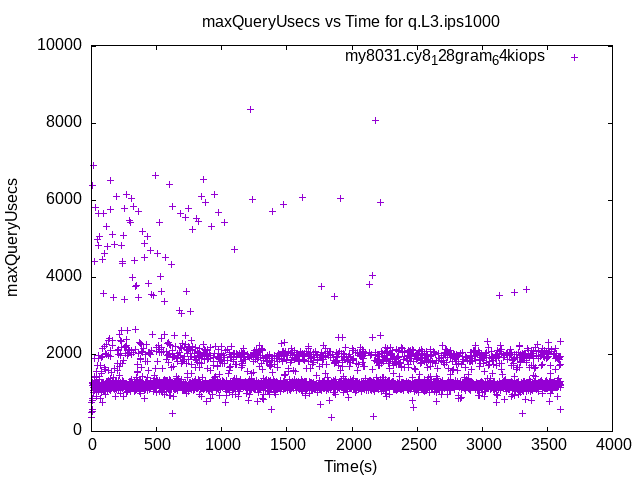 maxQueryUsecs vs Time for q.L3.ips1000
my8031.cy8₁28gram₆4kiops
10000
8000
6000
4000
2000
0
maxQueryUsecs
0 500 1000 1500 2000 2500 3000 3500 4000
Time(s)